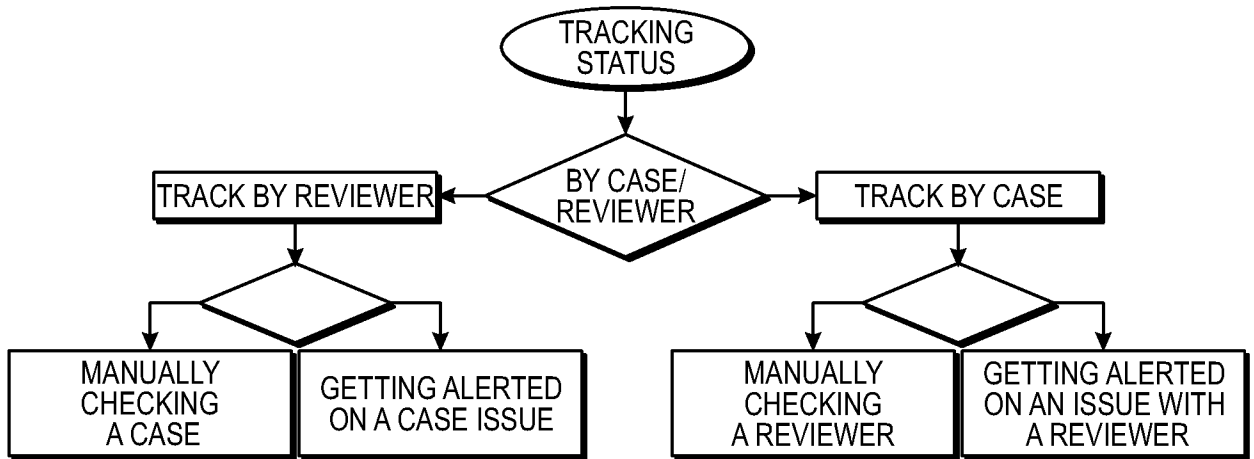 TRACKING
STATUS
BY CASE/
REVIEWER
TRACK BY REVIEWER
TRACK BY CASE
MANUALLY
CHECKING
A CASE
GETTING ALERTED
ON A CASE ISSUE
MANUALLY
CHECKING
A REVIEWER
GETTING ALERTED
ON AN ISSUE WITH
A REVIEWER